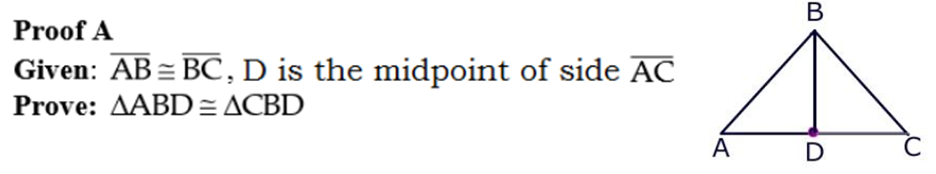 Proof A
Given: AB ≅ BC, D is the midpoint of side AC
Prove: ΔABD ≅ ΔCBD
B
A
D
C